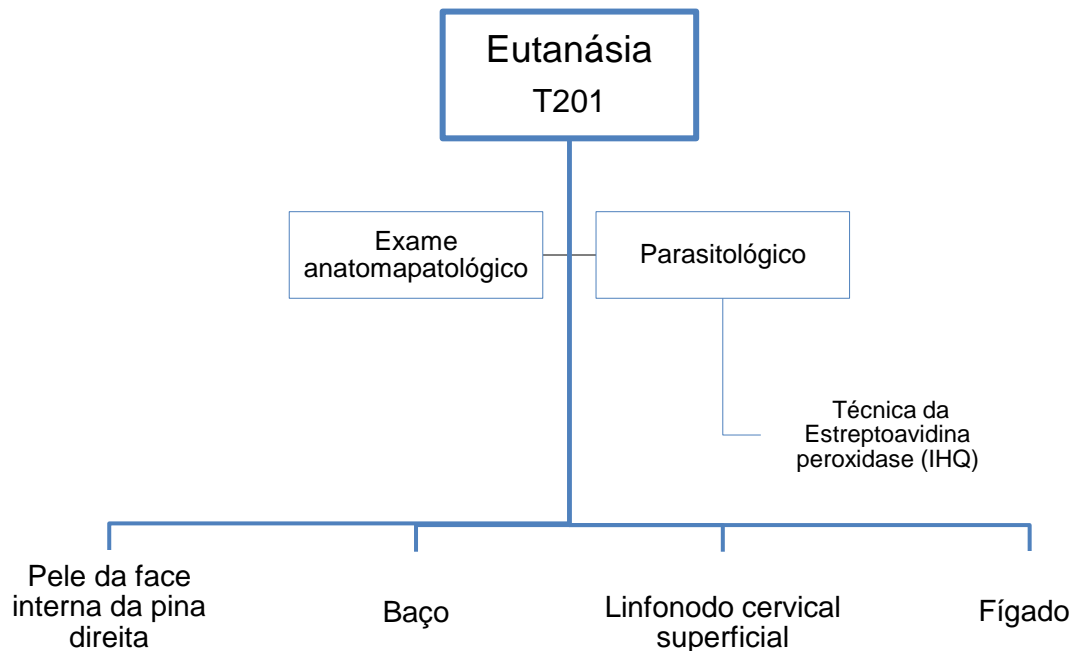 Eutanásia
T201
Exame
anatomapatológico
Parasitológico
Técnica da
Estreptoavidina
peroxidase (IHQ)
Pele da face
interna da pina
direita
Baço
Linfonodo cervical
superficial
Fígado